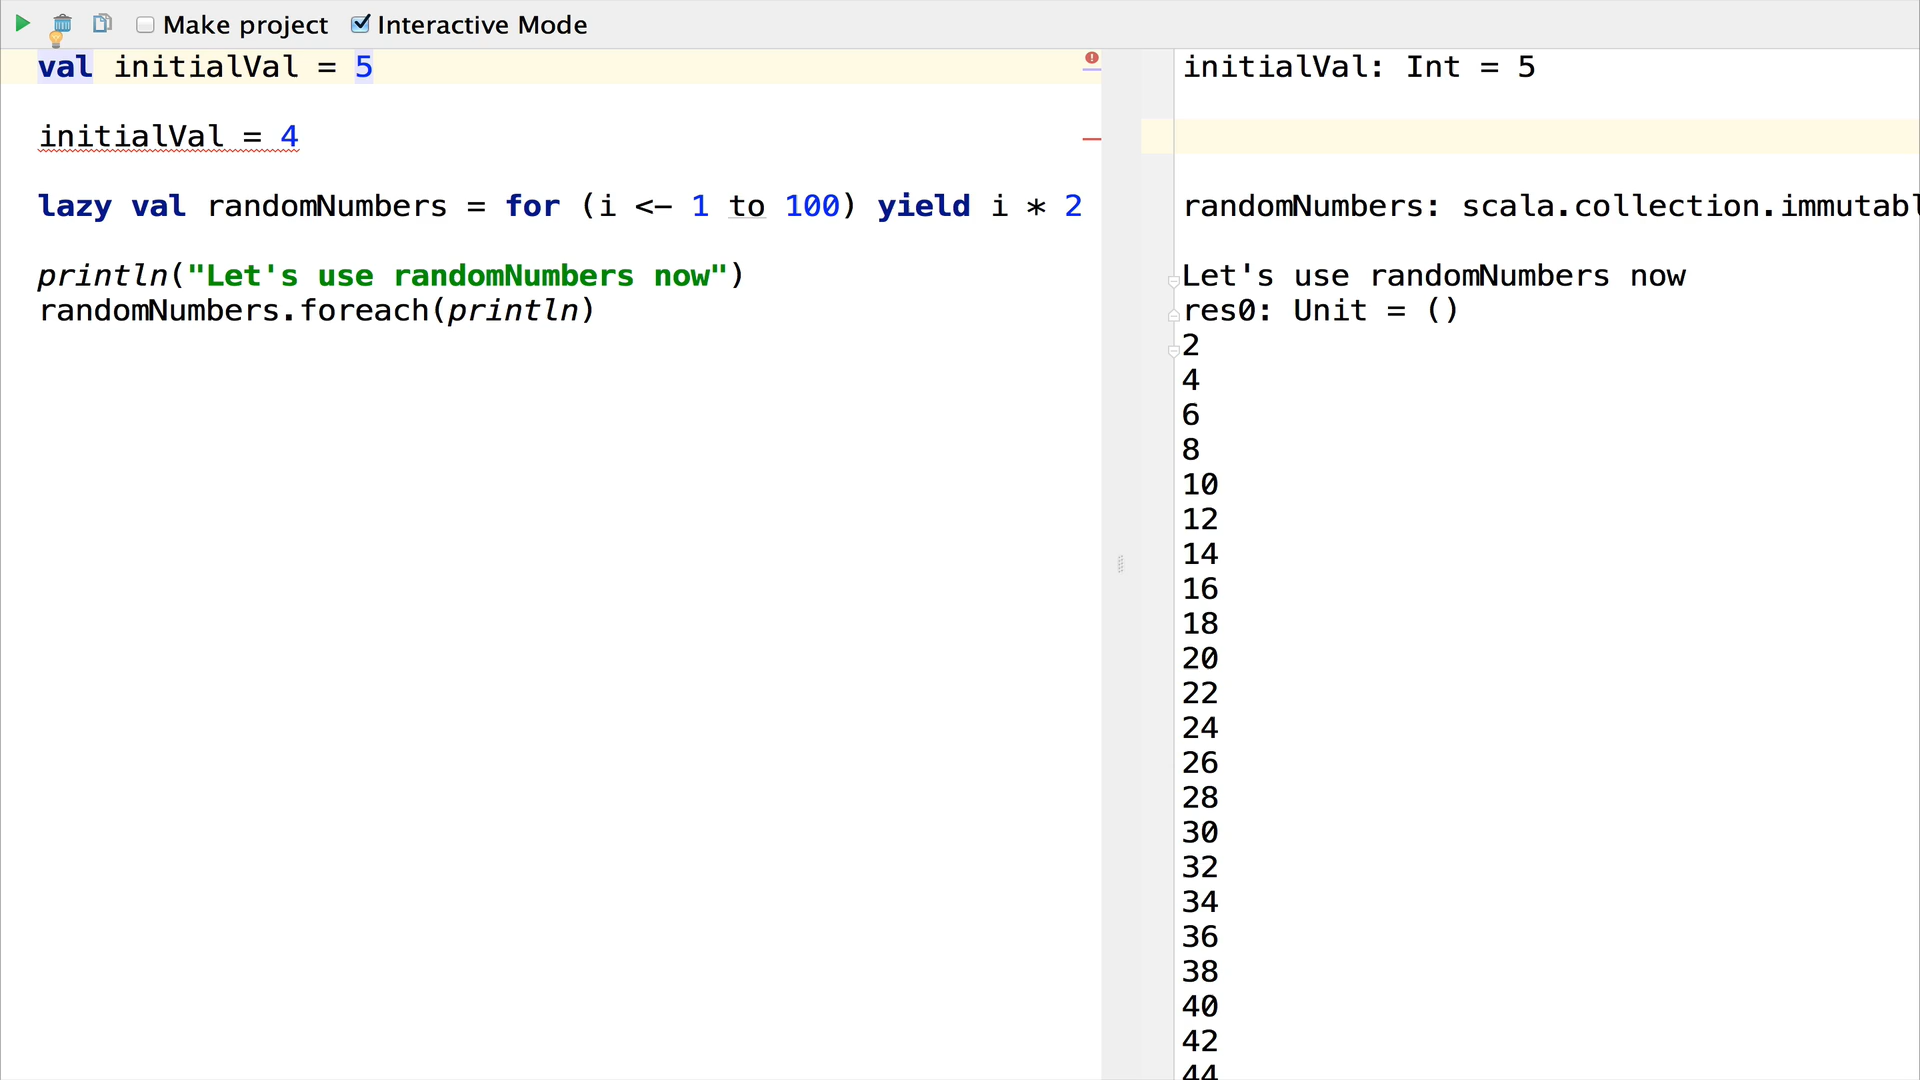 Make project Interactive Mode
val initialVal = 5
initialVal = 4
lazy val randomNumbers = for (i <- 1 to 100) yield i * 2
println("Let's use randomNumbers now")
randomNumbers.foreach(println)
initialVal: Int = 5
randomNumbers: scala.collection.immutabl
Let's use randomNumbers now
res0: Unit = ()
2
4
6
8
10
12
14
16
18
20
22
24
26
28
30
32
34
36
38
40
42
44